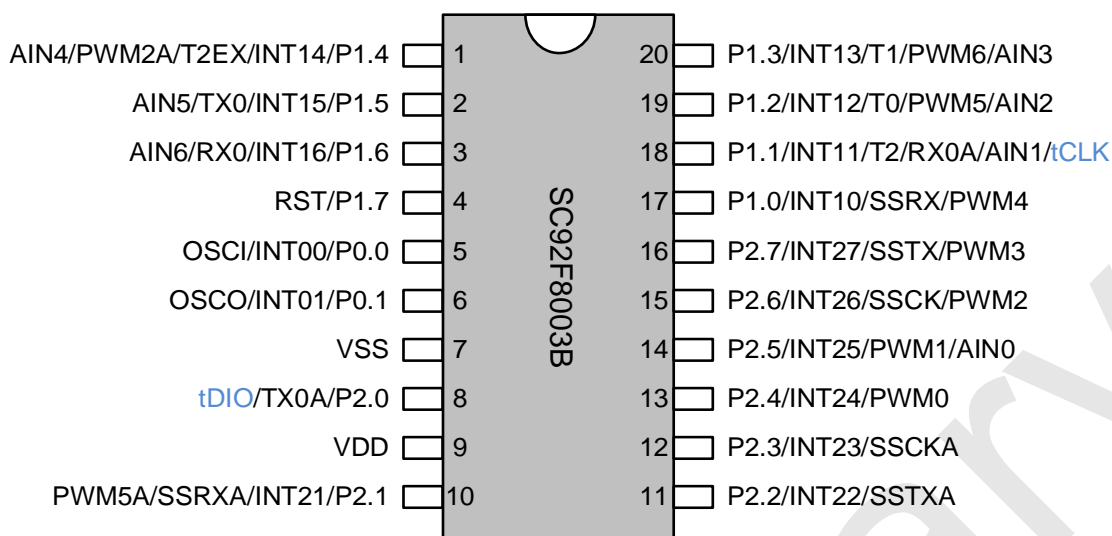 AIN4/PWM2A/T2EX/INT14/P1.4 1 20 P1.3/INT13/T1/PWM6/AIN3
AIN5/TX0/INT15/P1.5 2 19 P1.2/INT12/T0/PWM5/AIN2
AIN6/RX0/INT16/P1.6 3 18 P1.1/INT11/T2/RX0A/AIN1/tCLK
RST/P1.7 4 17 P1.0/INT10/SSRX/PWM4
OSCI/INT00/P0.0 5 16 P2.7/INT27/SSTX/PWM3
OSCO/INT01/P0.1 6 15 P2.6/INT26/SSCK/PWM2
VSS 7 14 P2.5/INT25/PWM1/AIN0
tDIO/TX0A/P2.0 8 13 P2.4/INT24/PWM0
VDD 9 12 P2.3/INT23/SSCKA
PWM5A/SSRXA/INT21/P2.1 10 11 P2.2/INT22/SSTXA
SC92F8003B